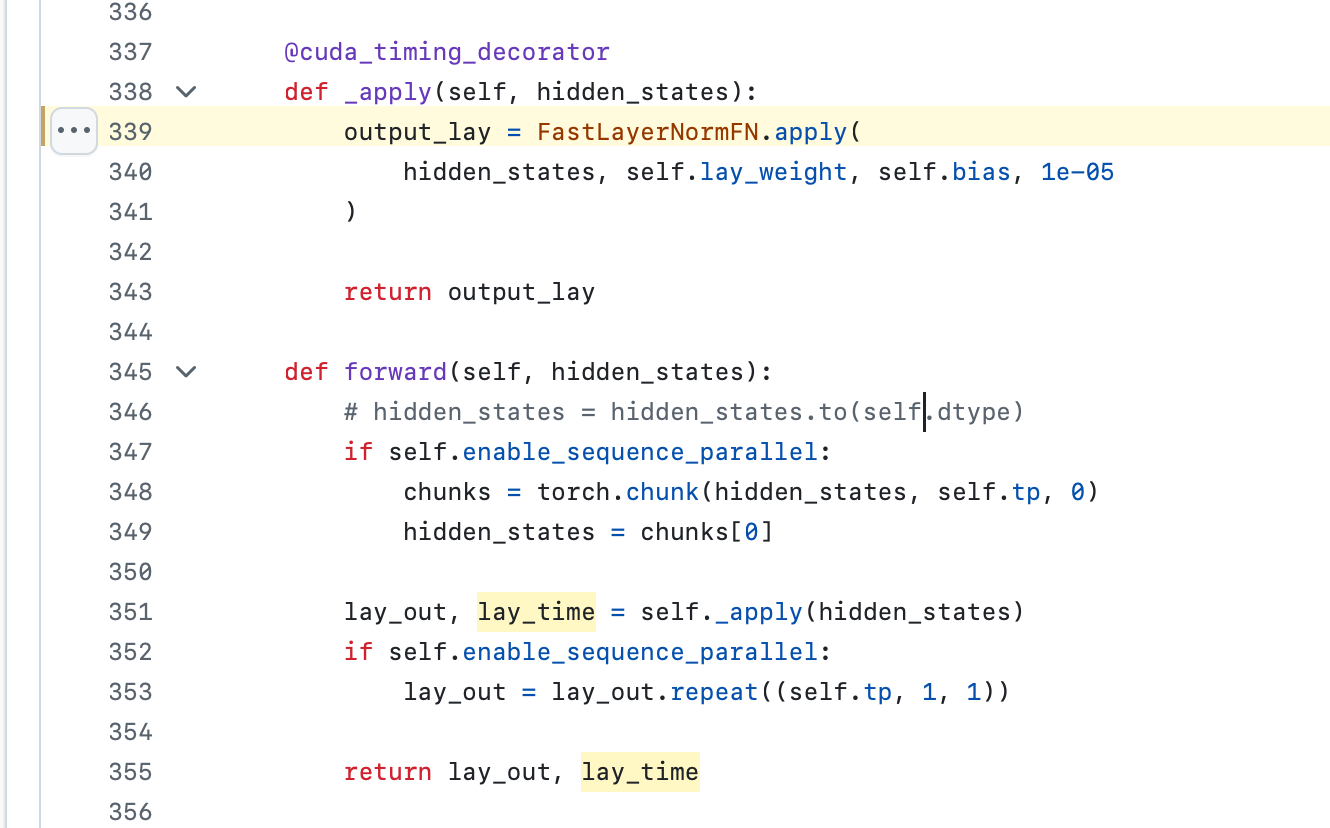 336
337 @cuda_timing_decorator
338 def _apply(self, hidden_states):
339 output_lay = FastLayerNormFN.apply(
340 hidden_states, self.lay_weight, self.bias, 1e-05
341 )
342
343 return output_lay
344
345 def forward(self, hidden_states):
346 # hidden_states = hidden_states.to(self.dtype)
347 if self.enable_sequence_parallel:
348 chunks = torch.chunk(hidden_states, self.tp, 0)
349 hidden_states = chunks[0]
350
351 lay_out, lay_time = self._apply(hidden_states)
352 if self.enable_sequence_parallel:
353 lay_out = lay_out.repeat((self.tp, 1, 1))
354
355 return lay_out, lay_time
356